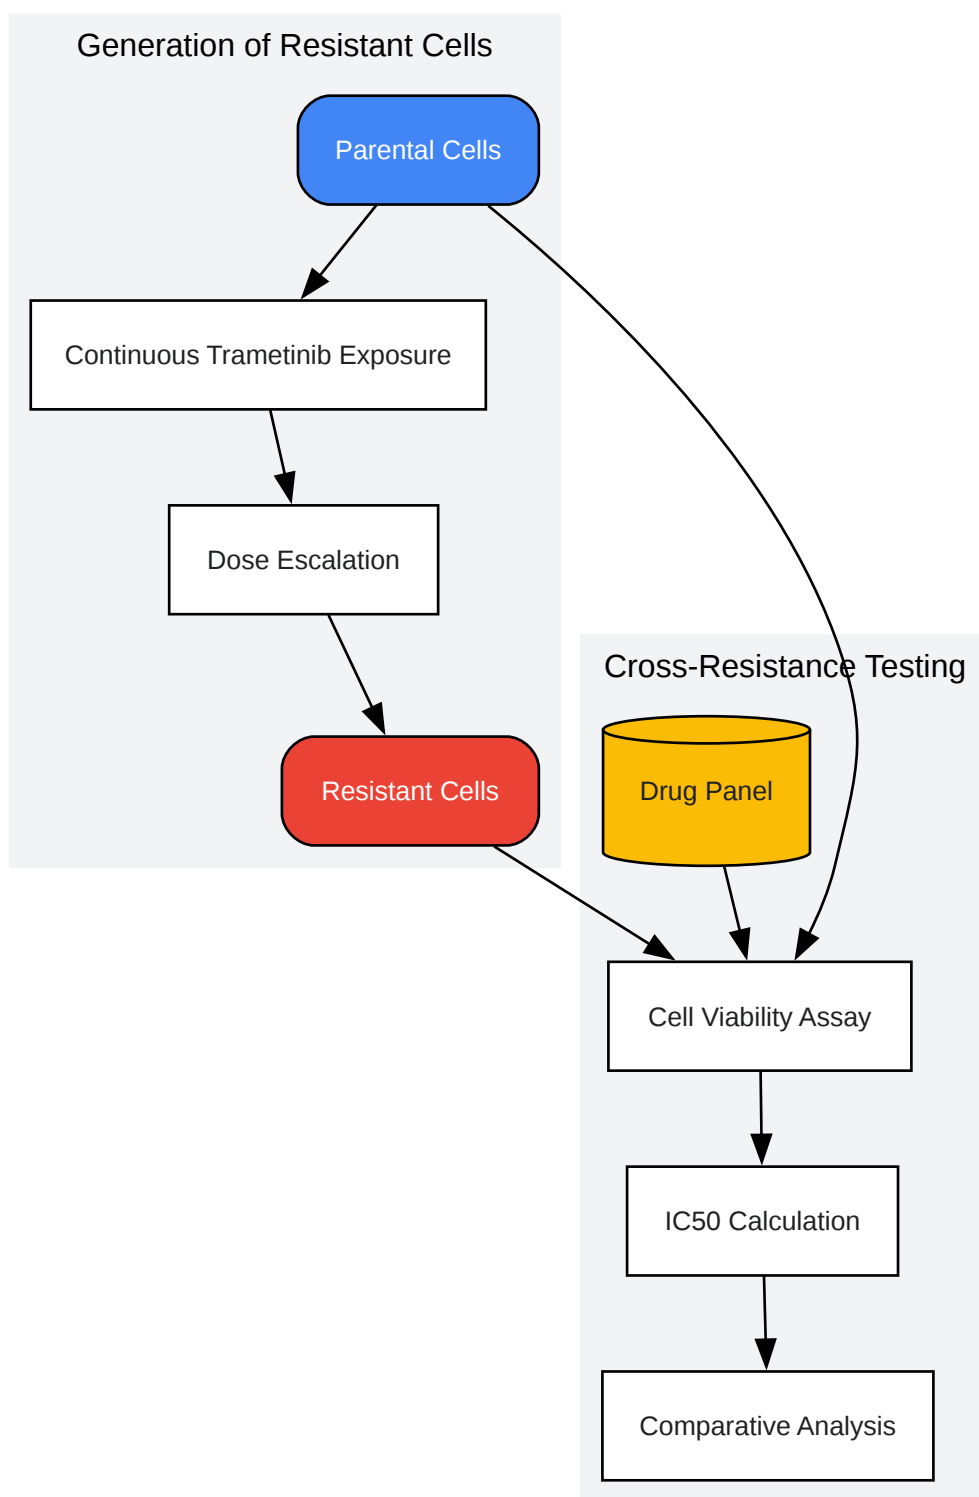 Generation of Resistant Cells
Parental Cells
Continuous Trametinib Exposure
Dose Escalation
Resistant Cells
Cross-Resistance Testing
Drug Panel
Cell Viability Assay
IC50 Calculation
Comparative Analysis